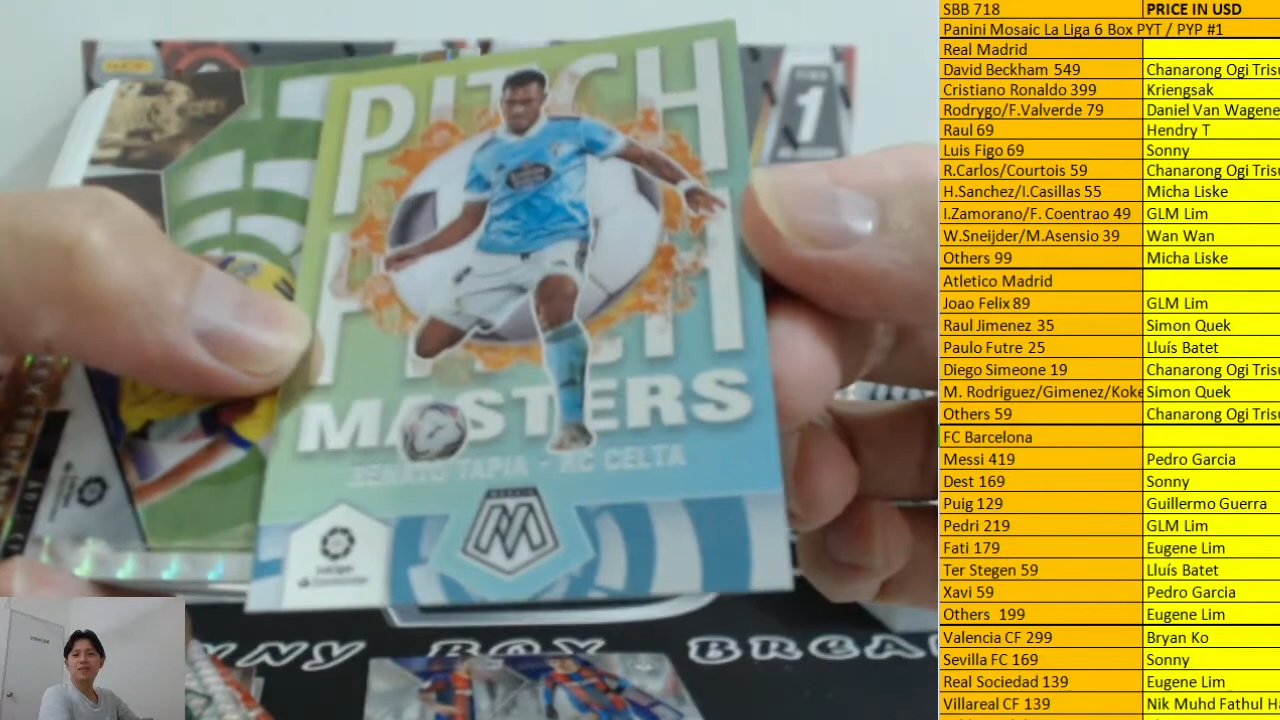 PITCH
PITCH
MASTERS
RENATO TAPIA - RC CELTA
MOSAIC
LaLiga
Santander
1
SBB 718 PRICE IN USD
Panini Mosaic La Liga 6 Box PYT / PYP #1
Real Madrid
David Beckham 549 Chanarong Ogi Trisu
Cristiano Ronaldo 399 Kriengsak
Rodrygo/F.Valverde 79 Daniel Van Wagene
Raul 69 Hendry T
Luis Figo 69 Sonny
R.Carlos/Courtois 59 Chanarong Ogi Trisu
H.Sanchez/I.Casillas 55 Micha Liske
I.Zamorano/F. Coentrao 49 GLM Lim
W.Sneijder/M.Asensio 39 Wan Wan
Others 99 Micha Liske
Atletico Madrid
Joao Felix 89 GLM Lim
Raul Jimenez 35 Simon Quek
Paulo Futre 25 Lluís Batet
Diego Simeone 19 Chanarong Ogi Trisu
M. Rodriguez/Gimenez/Koke Simon Quek
Others 59 Chanarong Ogi Trisu
FC Barcelona
Messi 419 Pedro Garcia
Dest 169 Sonny
Puig 129 Guillermo Guerra
Pedri 219 GLM Lim
Fati 179 Eugene Lim
Ter Stegen 59 Lluís Batet
Xavi 59 Pedro Garcia
Others 199 Eugene Lim
Valencia CF 299 Bryan Ko
Sevilla FC 169 Sonny
Real Sociedad 139 Eugene Lim
Villareal CF 139 Nik Muhd Fathul Ha
NNY BOX BREA